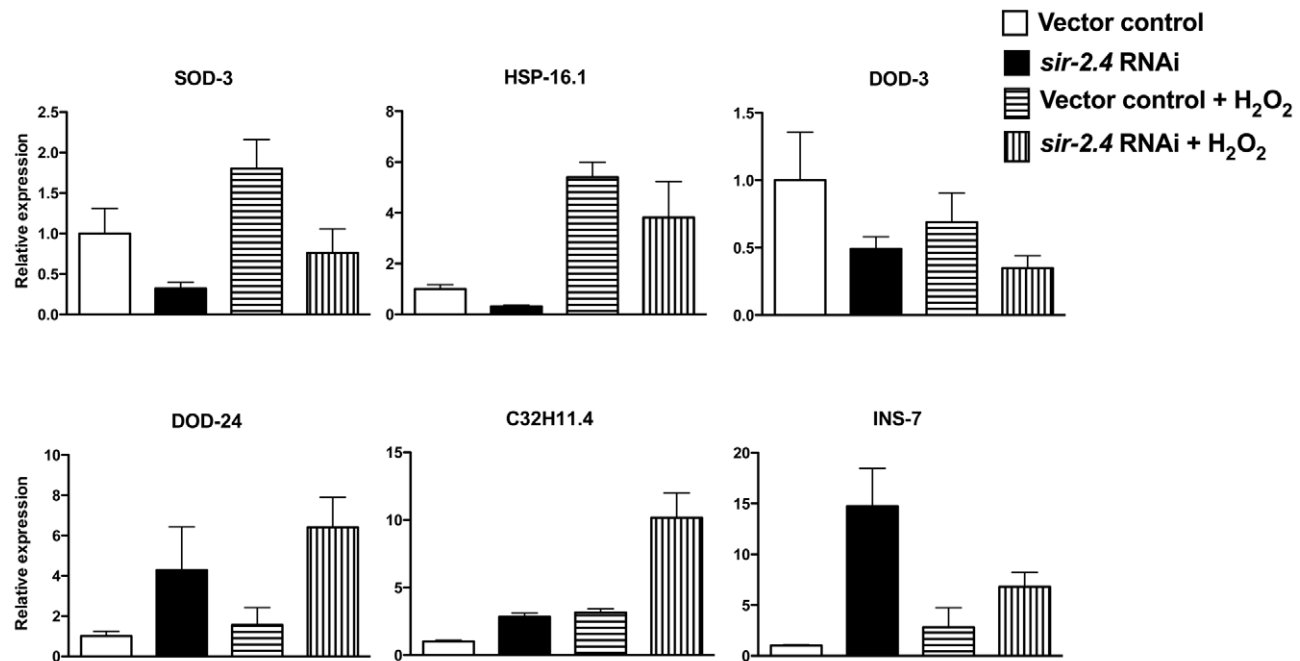 Vector control
sir-2.4 RNAi
Vector control + H₂O₂
sir-2.4 RNAi + H₂O₂
SOD-3
Relative expression
2.5
2.0
1.5
1.0
0.5
0.0
HSP-16.1
8
6
4
2
0
DOD-3
1.5
1.0
0.5
0.0
DOD-24
Relative expression
10
8
6
4
2
0
C32H11.4
15
10
5
0
INS-7
20
15
10
5
0